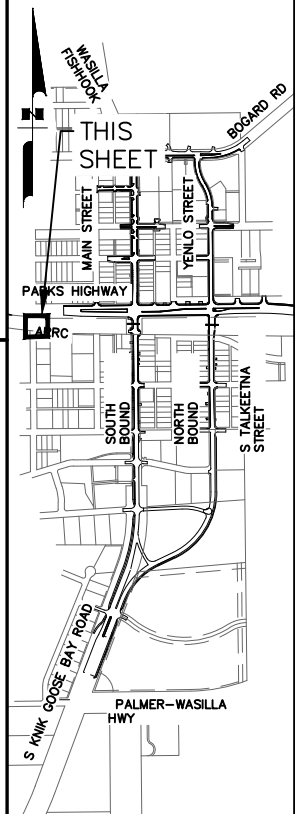 WASILLA
FISHHOOK
N
THIS
SHEET
BOGARD RD
MAIN STREET
YENLO STREET
PARKS HIGHWAY
ARRC
SOUTH
BOUND
NORTH
BOUND
S TALKEETNA
STREET
S KNIK GOOSE BAY ROAD
PALMER-WASILLA
HWY